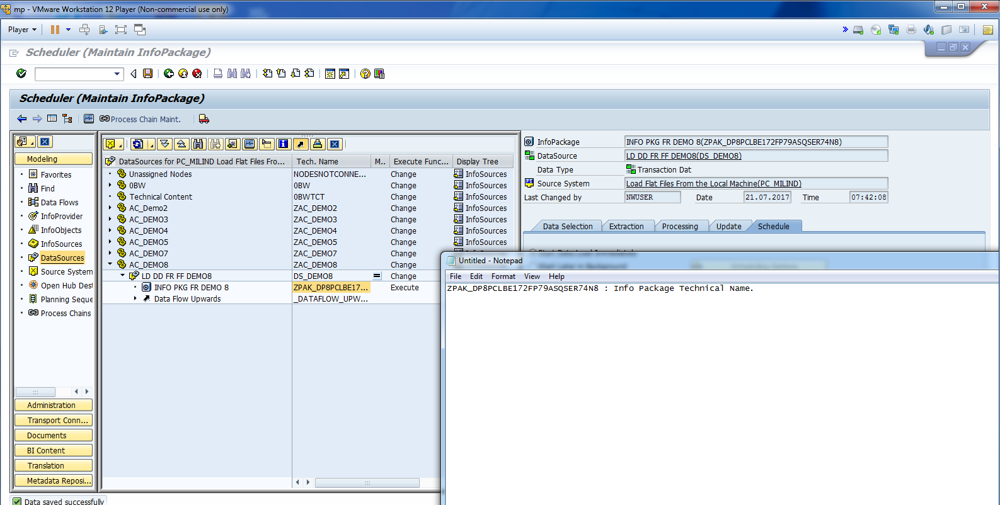 mp - VMware Workstation 12 Player (Non-commercial use only)
Player
Scheduler (Maintain InfoPackage)
Scheduler (Maintain InfoPackage)
Process Chain Maint.
Modeling
Favorites
Find
Data Flows
InfoProvider
InfoObjects
InfoSources
DataSources
Source System
Open Hub Dest
Planning Seque
Process Chains
Administration
Transport Conn...
Documents
BI Content
Translation
Metadata Reposi...
DataSources for PC_MILIND Load Flat Files Fro... Tech. Name M.. Execute Func... Display Tree
Unassigned Nodes NODESNOTCONNE... Change InfoSources
0BW 0BW Change InfoSources
Technical Content 0BWTCT Change InfoSources
AC_Demo2 ZAC_DEMO2 Change InfoSources
AC_DEMO3 ZAC_DEMO3 Change InfoSources
AC_DEMO4 ZAC_DEMO4 Change InfoSources
AC_DEMO5 ZAC_DEMO5 Change InfoSources
AC_DEMO7 ZAC_DEMO7 Change
AC_DEMO8 ZAC_DEMO8 Change
LD DD FR FF DEMO8 DS_DEMO8 Change
INFO PKG FR DEMO 8 ZPAK_DP8PCLBE17... Execute
Data Flow Upwards _DATAFLOW_UPW...
InfoPackage INFO PKG FR DEMO 8(ZPAK_DP8PCLBE172FP79ASQSER74N8)
DataSource LD DD FR FF DEMO8(DS_DEMO8)
Data Type Transaction Dat
Source System Load Flat Files From the Local Machine(PC_MILIND)
Last Changed by NWUSER Date 21.07.2017 Time 07:42:08
Data Selection Extraction Processing Update Schedule
Untitled - Notepad
File Edit Format View Help
ZPAK_DP8PCLBE172FP79ASQSER74N8 : Info Package Technical Name.
Data saved successfully